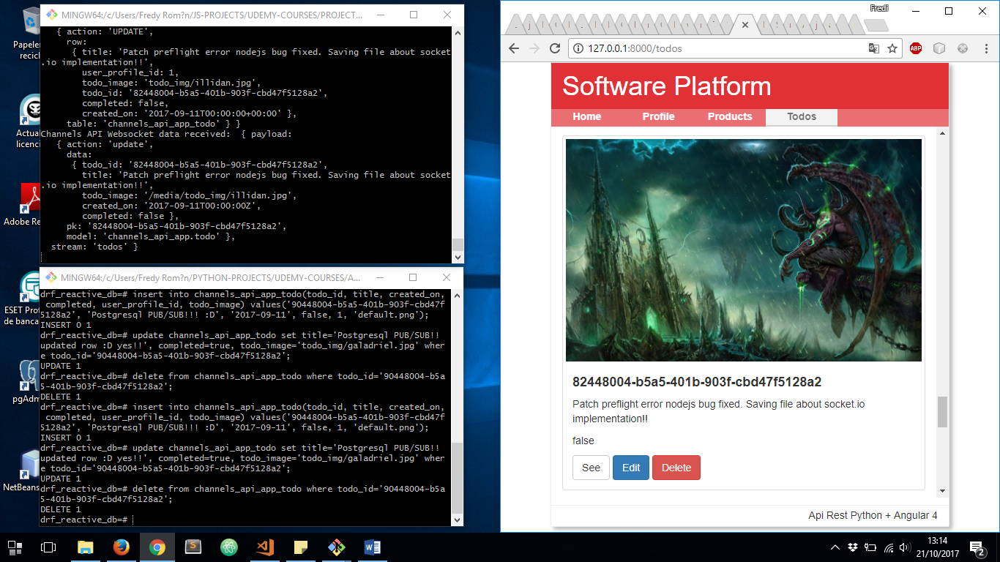 Papeler
recicl
Actual
licenci
Adobe Re
ESET Prot
de banca
pgAdm
NetBeans
MINGW64:/c/Users/Fredy Rom?n/JS-PROJECTS/UDEMY-COURSES/PROJECT...
{ action: 'UPDATE',
row:
{ title: 'Patch preflight error nodejs bug fixed. Saving file about socket
.io implementation!!',
user_profile_id: 1,
todo_image: 'todo_img/illidan.jpg',
todo_id: '82448004-b5a5-401b-903f-cbd47f5128a2',
completed: false,
created_on: '2017-09-11T00:00:00+00:00' },
table: 'channels_api_app_todo' } }
Channels API Websocket data received:  { payload:
{ action: 'update',
data:
{ todo_id: '82448004-b5a5-401b-903f-cbd47f5128a2',
title: 'Patch preflight error nodejs bug fixed. Saving file about socket
.io implementation!!',
todo_image: '/media/todo_img/illidan.jpg',
created_on: '2017-09-11T00:00:00Z',
completed: false },
pk: '82448004-b5a5-401b-903f-cbd47f5128a2',
model: 'channels_api_app.todo' },
stream: 'todos' }
MINGW64:/c/Users/Fredy Rom?n/PYTHON-PROJECTS/UDEMY-COURSES/A...
drf_reactive_db=# insert into channels_api_app_todo(todo_id, title, created_on,
completed, user_profile_id, todo_image) values('90448004-b5a5-401b-903f-cbd47f
5128a2', 'Postgresql PUB/SUB!!! :D', '2017-09-11', false, 1, 'default.png');
INSERT 0 1
drf_reactive_db=# update channels_api_app_todo set title='Postgresql PUB/SUB!!
updated row :D yes!!', completed=true, todo_image='todo_img/galadriel.jpg' wher
e todo_id='90448004-b5a5-401b-903f-cbd47f5128a2';
UPDATE 1
drf_reactive_db=# delete from channels_api_app_todo where todo_id='90448004-b5a
5-401b-903f-cbd47f5128a2';
DELETE 1
drf_reactive_db=# insert into channels_api_app_todo(todo_id, title, created_on,
completed, user_profile_id, todo_image) values('90448004-b5a5-401b-903f-cbd47f
5128a2', 'Postgresql PUB/SUB!!! :D', '2017-09-11', false, 1, 'default.png');
INSERT 0 1
drf_reactive_db=# update channels_api_app_todo set title='Postgresql PUB/SUB!!
updated row :D yes!!', completed=true, todo_image='todo_img/galadriel.jpg' wher
e todo_id='90448004-b5a5-401b-903f-cbd47f5128a2';
UPDATE 1
drf_reactive_db=# delete from channels_api_app_todo where todo_id='90448004-b5a
5-401b-903f-cbd47f5128a2';
DELETE 1
drf_reactive_db=#
Fredi
127.0.0.1:8000/todos
ABP
Software Platform
Home Profile Products Todos
82448004-b5a5-401b-903f-cbd47f5128a2
Patch preflight error nodejs bug fixed. Saving file about socket.io
implementation!!
false
See Edit Delete
Api Rest Python + Angular 4
13:14
21/10/2017
2